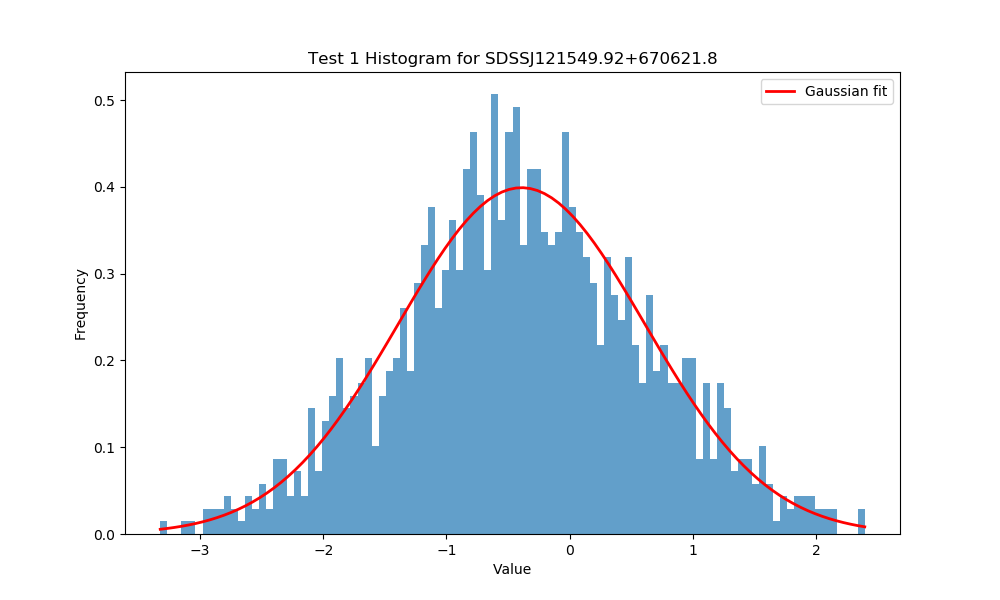 Test 1 Histogram for SDSSJ121549.92+670621.8
Gaussian fit
0.5
0.4
0.3
0.2
0.1
0.0
Frequency
−3 −2 −1 0 1 2
Value